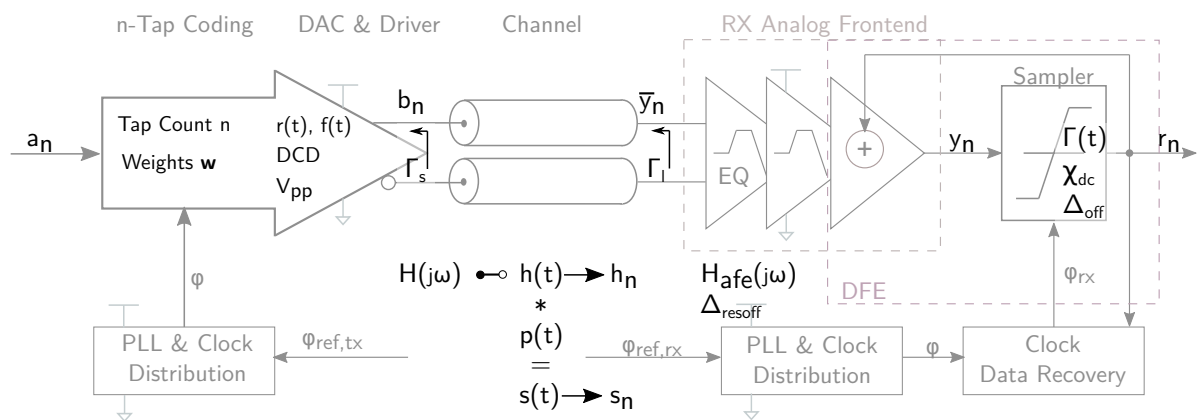 n-Tap Coding DAC & Driver Channel RX Analog Frontend
Sampler
a_n
Tap Count n
Weights w
r(t), f(t)
DCD
V_pp
b_n
Γ_s
y̅_n
Γ_l
EQ
+
y_n
Γ(t)
χ_dc
Δ_off
r_n
φ
H(jω) h(t) h_n
*
p(t)
=
s(t) s_n
H_afe(jω)
Δ_resoff
DFE
φ_rx
PLL & Clock
Distribution
φ_ref,tx
φ_ref,rx
PLL & Clock
Distribution
φ
Clock
Data Recovery